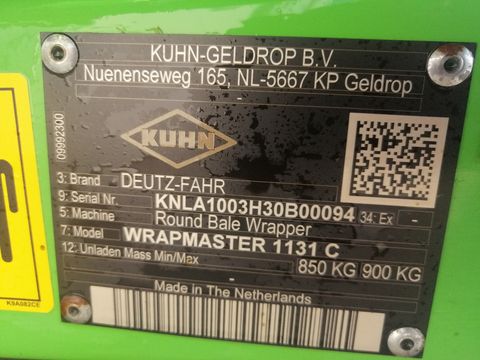 KUHN-GELDROP B.V.
Nuenenseweg 165, NL-5667 KP Geldrop
09992300
KUHN
3: Brand DEUTZ-FAHR
9: Serial Nr. KNLA1003H30B00094 34: Ex -
5: Machine Round Bale Wrapper
7: Model WRAPMASTER 1131 C
12: Unladen Mass Min/Max 850 KG 900 KG
Made in The Netherlands
K9A082CE